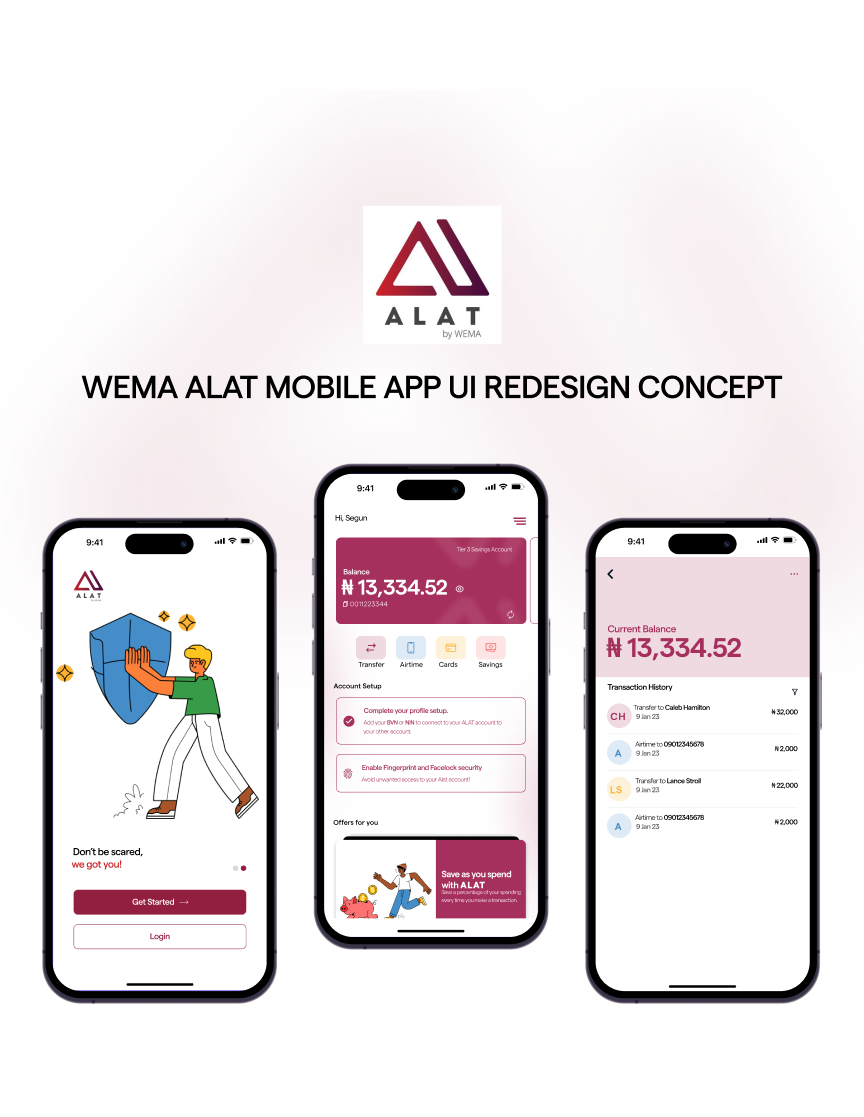 ALAT
by WEMA
WEMA ALAT MOBILE APP UI REDESIGN CONCEPT
9:41
ALAT
Don't be scared,
we got you!
Get Started →
Login
9:41
Hi, Segun
Tier 3 Savings Account
Balance
₦ 13,334.52
0011223344
Transfer
Airtime
Cards
Savings
Account Setup
Complete your profile setup.
Add your BVN or NIN to connect to your ALAT account to
your other account.
Enable Fingerprint and Facelock security
Avoid unwanted access to your Alat account!
Offers for you
Save as you spend
with ALAT
Save a percentage of your spending
every time you make a transaction.
9:41
Current Balance
₦ 13,334.52
Transaction History
CH
Transfer to Caleb Hamilton
9 Jan 23
₦ 32,000
A
Airtime to 09012345678
9 Jan 23
₦ 2,000
LS
Transfer to Lance Stroll
9 Jan 23
₦ 22,000
A
Airtime to 09012345678
9 Jan 23
₦ 2,000